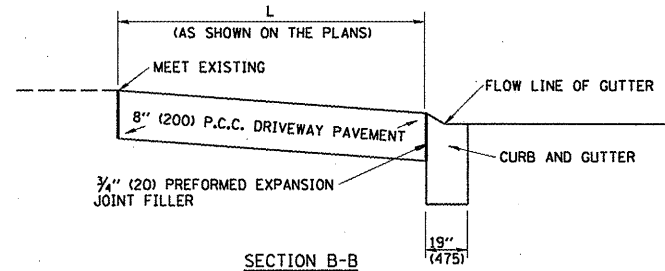 L
(AS SHOWN ON THE PLANS)
MEET EXISTING
FLOW LINE OF GUTTER
8" (200) P.C.C. DRIVEWAY PAVEMENT
CURB AND GUTTER
3/4" (20) PREFORMED EXPANSION
JOINT FILLER
19"
(475)
SECTION B-B